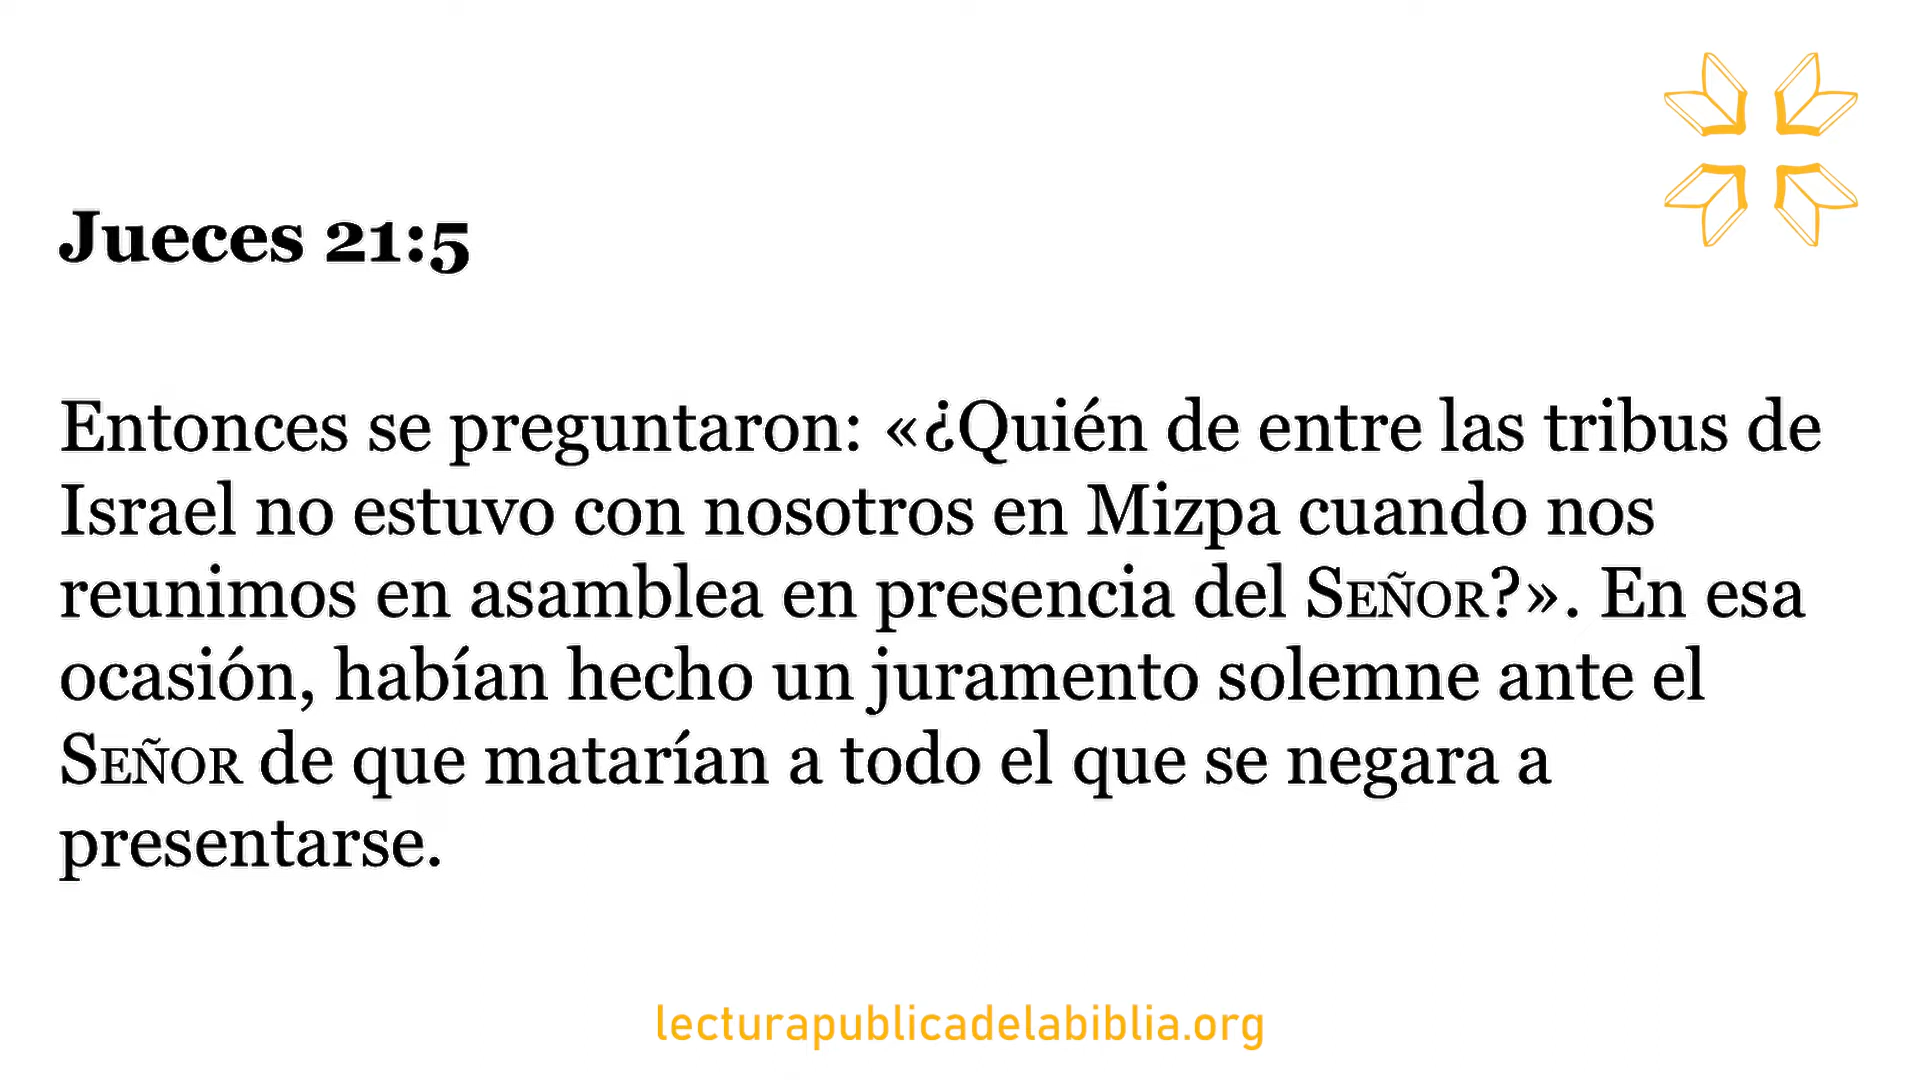 Jueces 21:5
Entonces se preguntaron: «¿Quién de entre las tribus de
Israel no estuvo con nosotros en Mizpa cuando nos
reunimos en asamblea en presencia del SEÑOR?». En esa
ocasión, habían hecho un juramento solemne ante el
SEÑOR de que matarían a todo el que se negara a
presentarse.
lecturapublicadelabiblia.org